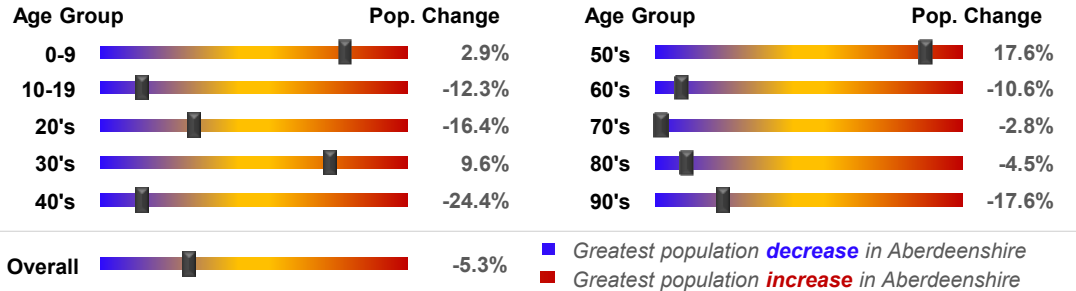 Age Group Pop. Change
0-9 2.9%
10-19 -12.3%
20's -16.4%
30's 9.6%
40's -24.4%
Age Group Pop. Change
50's 17.6%
60's -10.6%
70's -2.8%
80's -4.5%
90's -17.6%
Overall -5.3%
Greatest population decrease in Aberdeenshire
Greatest population increase in Aberdeenshire